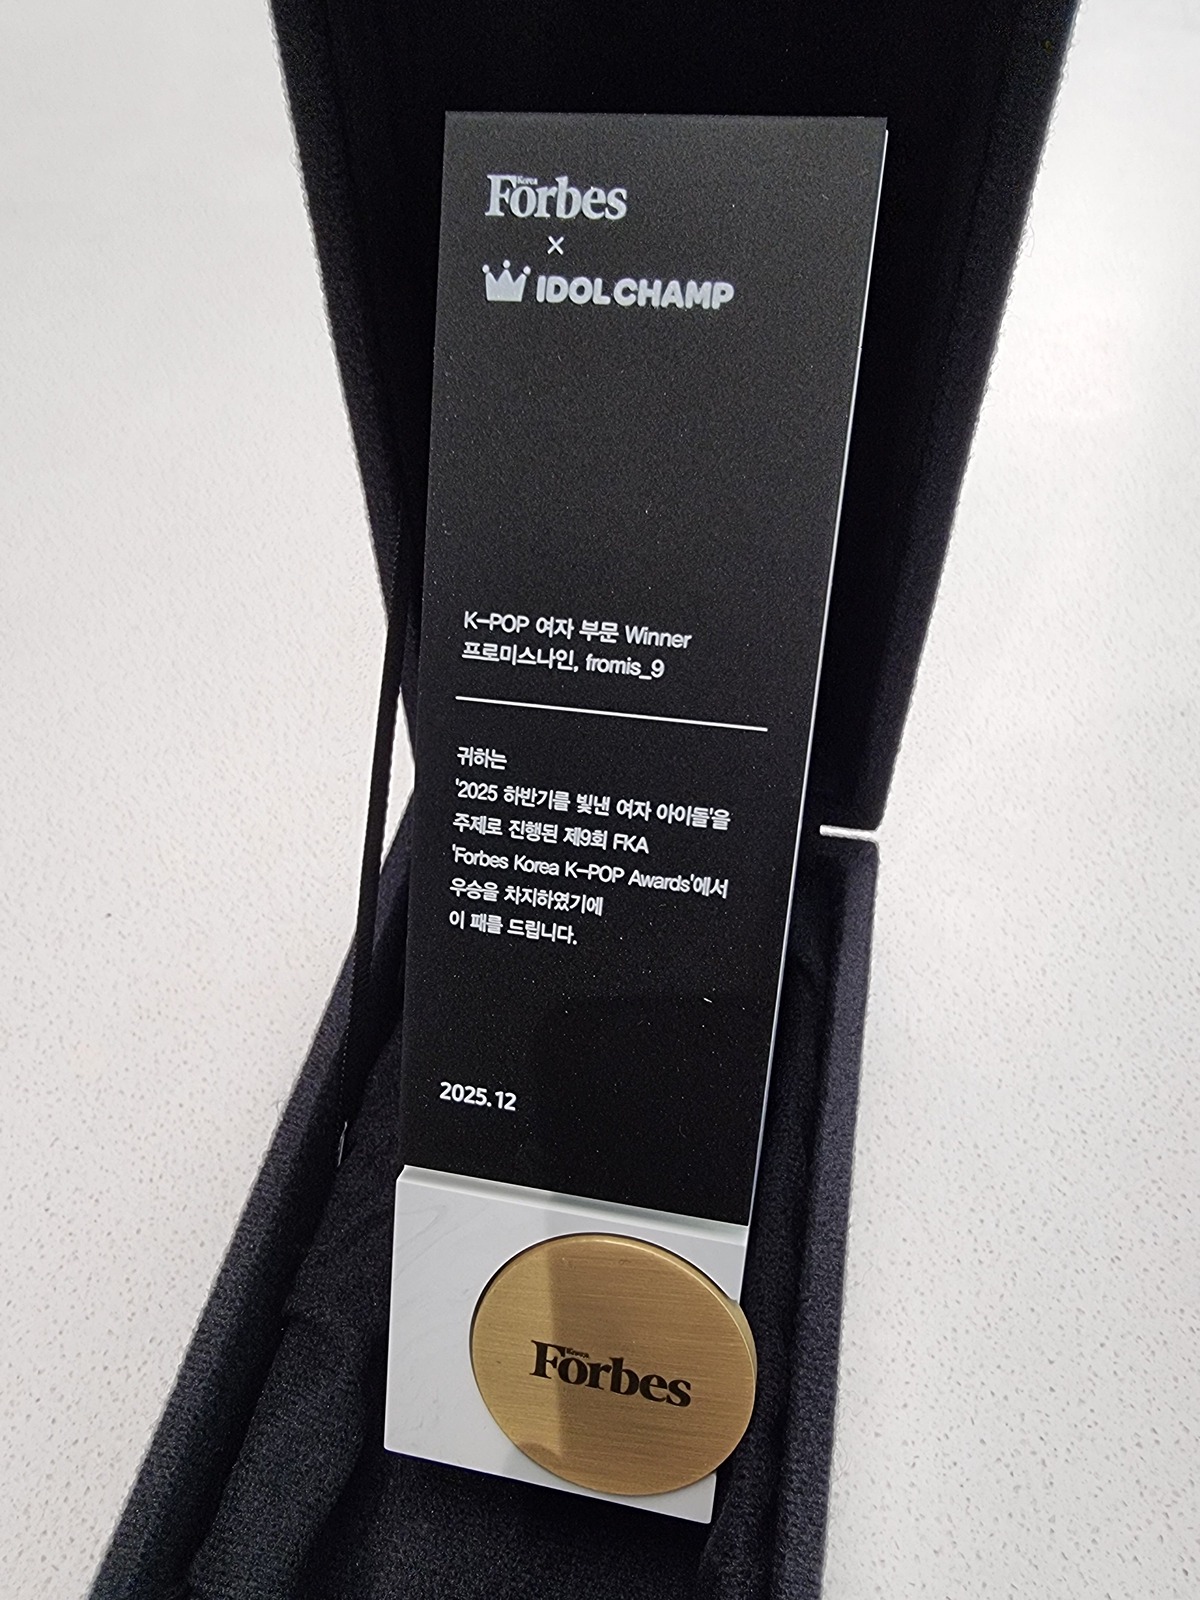 Forbes
Korea
×
IDOL CHAMP
K-POP 여자 부문 Winner
프로미스나인, fromis_9
귀하는
'2025 하반기를 빛낸 여자 아이돌'을
주제로 진행된 제9회 FKA
'Forbes Korea K-POP Awards'에서
우승을 차지하였기에
이 패를 드립니다.
2025.12
Forbes
Korea